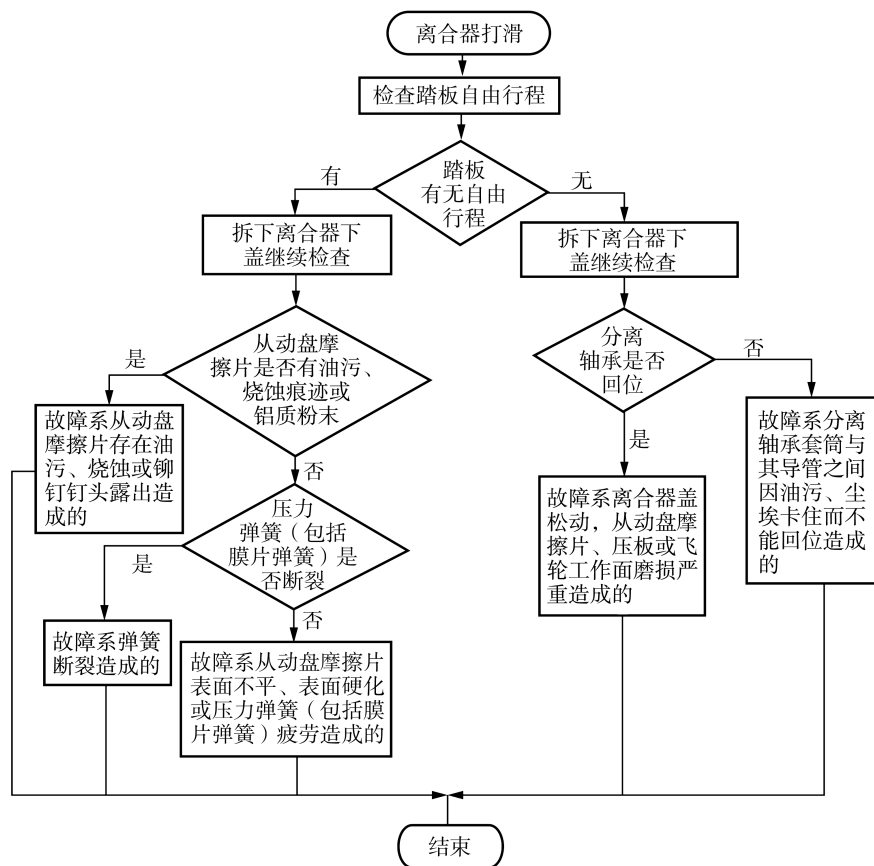 离合器打滑
检查踏板自由行程
踏板
有无自由
行程
有
无
拆下离合器下
盖继续检查
拆下离合器下
盖继续检查
从动盘摩
擦片是否有油污、
烧蚀痕迹或
铝质粉末
是
分离
轴承是否
回位
否
故障系从动盘
摩擦片存在油
污、烧蚀或铆
钉钉头露出造
成的
否
是
故障系分离
轴承套筒与
其导管之间
因油污、尘
埃卡住而不
能回位造成
的
压力
弹簧（包括
膜片弹簧）是
否断裂
是
否
故障系离合器盖
松动，从动盘摩
擦片、压板或飞
轮工作面磨损严
重造成的
故障系弹簧
断裂造成的
故障系从动盘摩擦片
表面不平、表面硬化
或压力弹簧（包括膜
片弹簧）疲劳造成的
结束